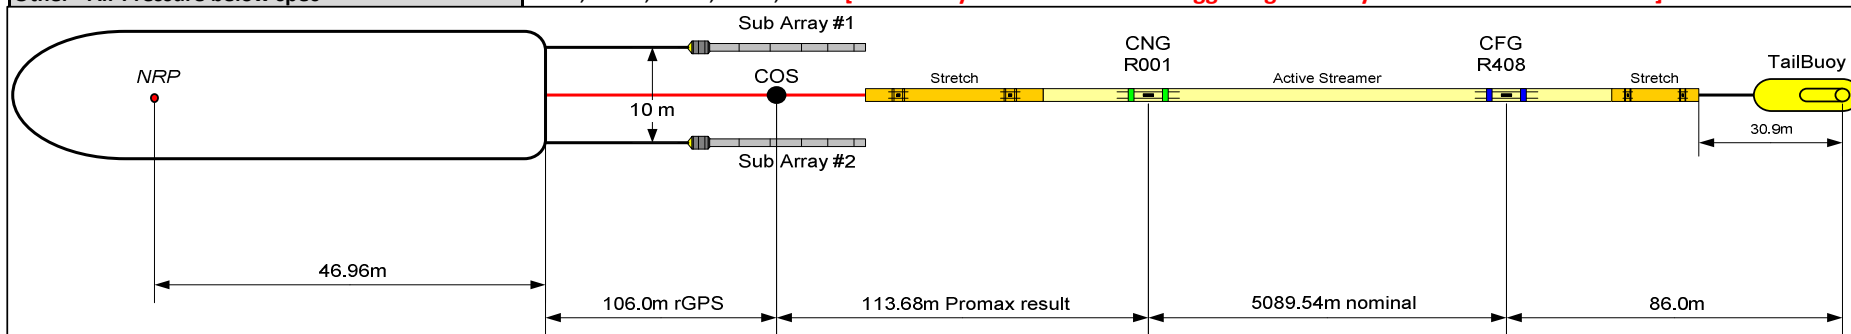 Sub Array #1
CNG
R001
CFG
R408
TailBuoy
NRP
COS
Stretch
Active Streamer
Stretch
10 m
30.9m
Sub Array #2
46.96m
106.0m rGPS
113.68m Promax result
5089.54m nominal
86.0m